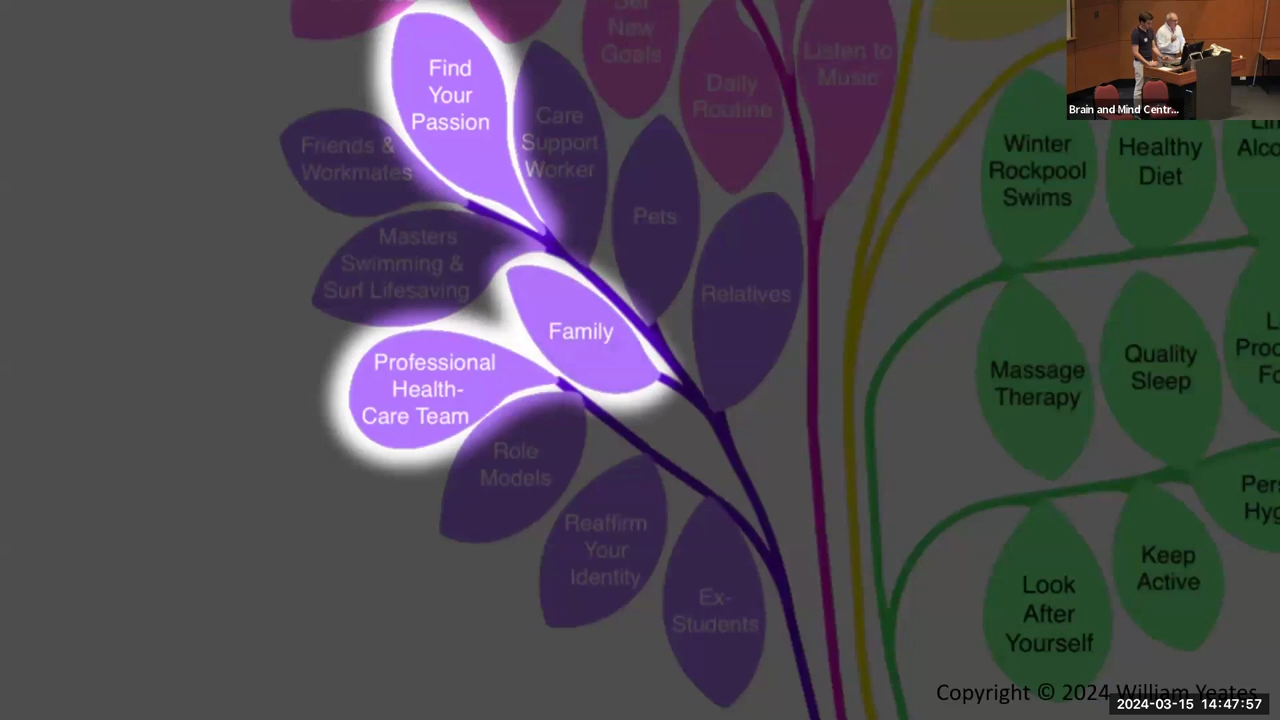 Set
New
Goals
Listen to
Music
Daily
Routine
Find
Your
Passion
Care
Support
Worker
Friends &
Workmates
Pets
Masters
Swimming &
Surf Lifesaving
Relatives
Family
Professional
Health-
Care Team
Role
Models
Reaffirm
Your
Identity
Ex-
Students
Brain and Mind Centr...
Winter
Rockpool
Swims
Healthy
Diet
Massage
Therapy
Quality
Sleep
Look
After
Yourself
Keep
Active
Copyright © 2024 William Yeates
2024-03-15 14:47:57